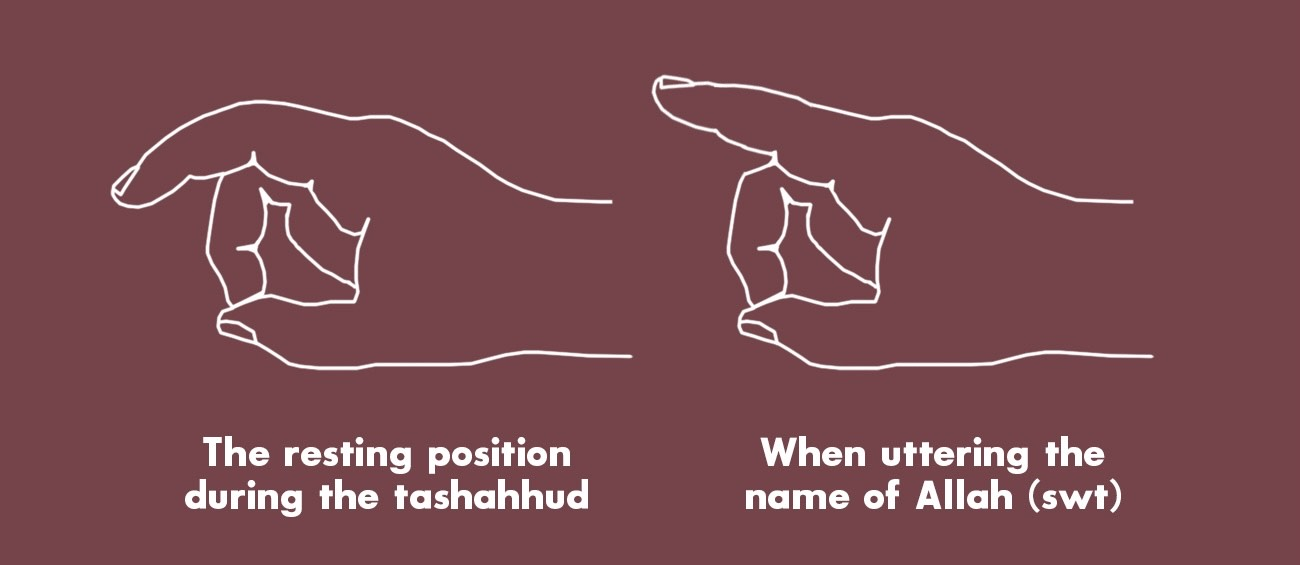 The resting position
during the tashahhud
When uttering the
name of Allah (swt)